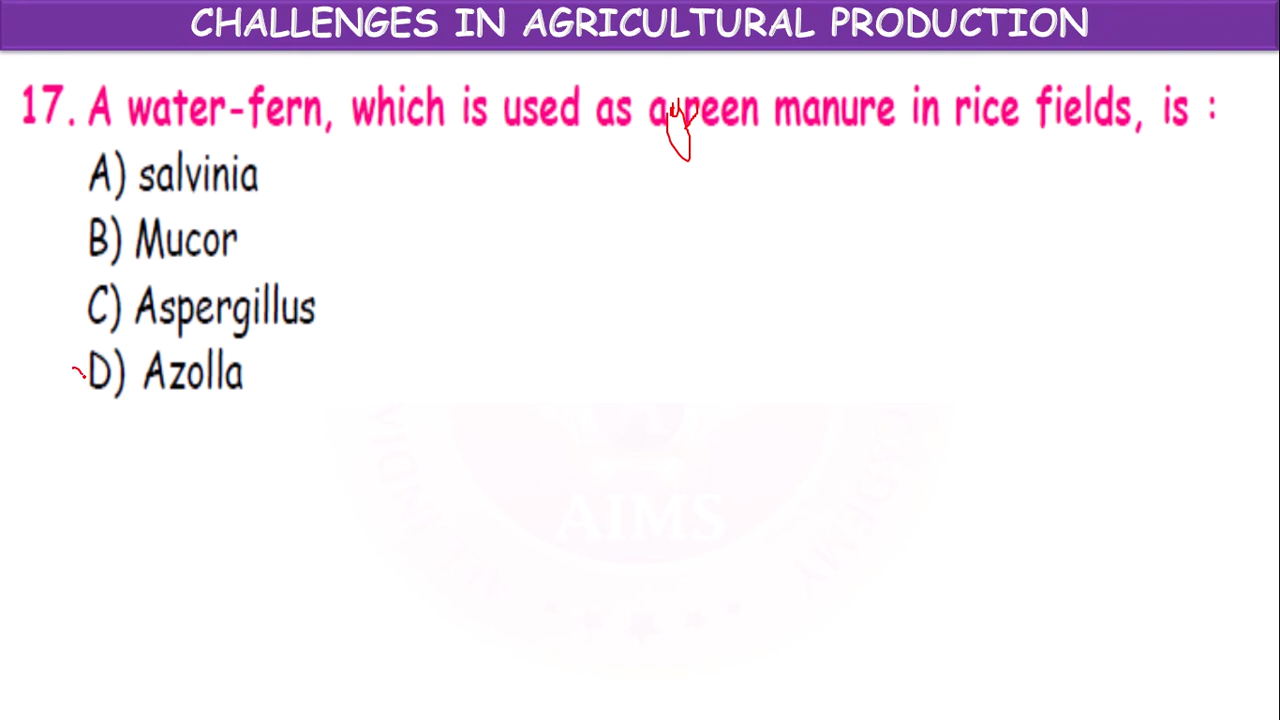 CHALLENGES IN AGRICULTURAL PRODUCTION
17. A water-fern, which is used as a green manure in rice fields, is :
A) salvinia
B) Mucor
C) Aspergillus
D) Azolla
AIMS